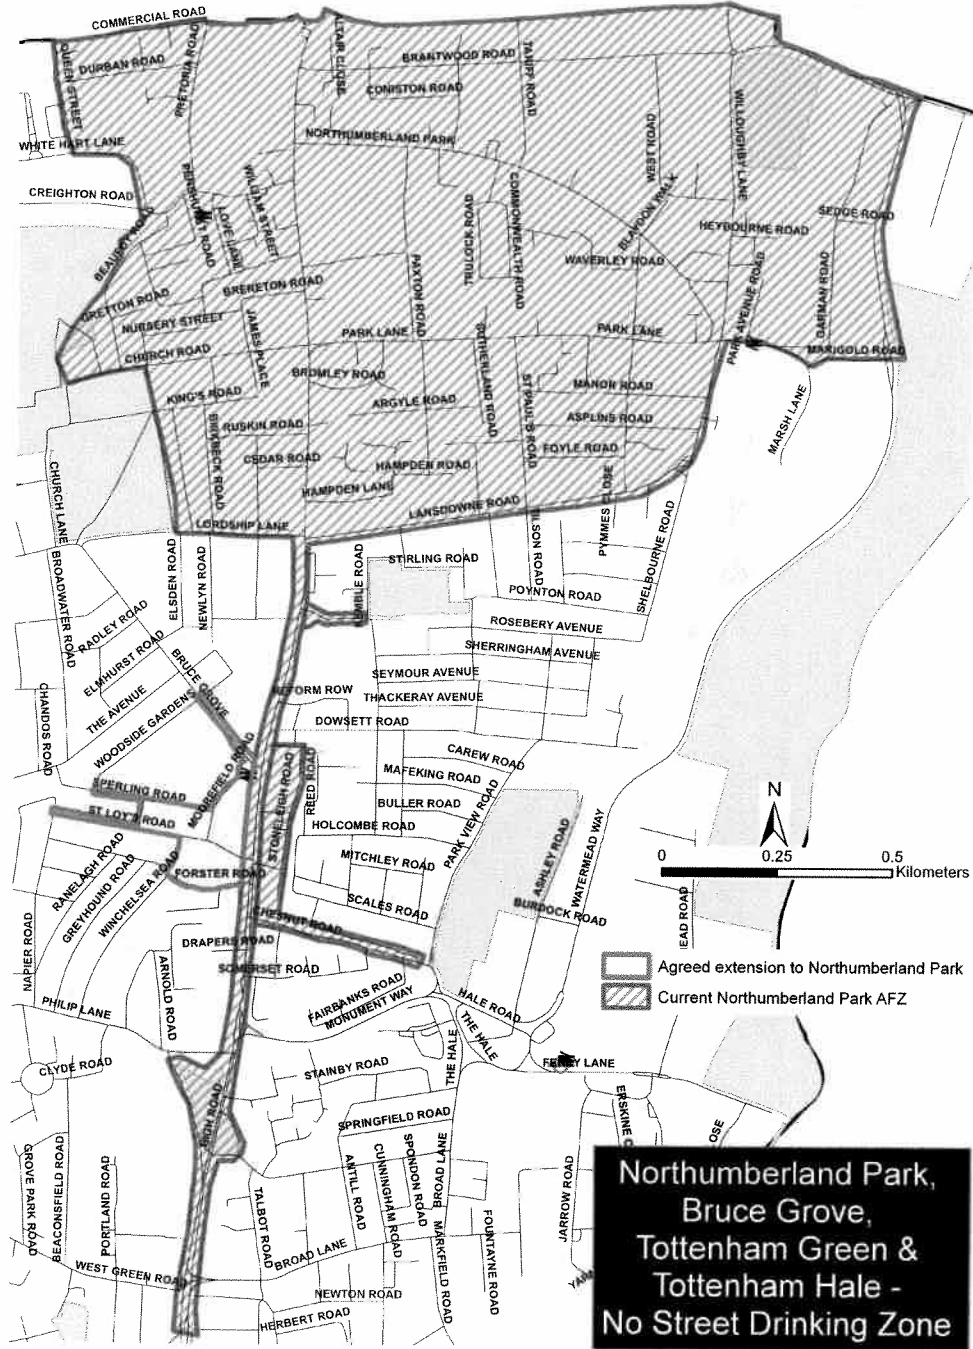 COMMERCIAL ROAD
QUEEN STREET
DURBAN ROAD
PRETORIA ROAD
ALTAIR CLOSE
BRANTWOOD ROAD
TARIFF ROAD
CONISTON ROAD
WHITE HART LANE
NORTHUMBERLAND PARK
WEST ROAD
WILLOUGHBY LANE
CREIGHTON ROAD
PENSHURST ROAD
WILLIAM STREET
LOVE LANE
BEAUFOY ROAD
TRULOCK ROAD
COMMONWEALTH ROAD
BLAYDON WALK
SEDGE ROAD
HEYBOURNE ROAD
WAVERLEY ROAD
GRETTON ROAD
BRERETON ROAD
PAXTON ROAD
PARK AVENUE ROAD
GARMAN ROAD
NURSERY STREET
JAMES PLACE
PARK LANE
SUTHERLAND ROAD
PARK LANE
CHURCH ROAD
MARIGOLD ROAD
BROMLEY ROAD
ST PAUL'S ROAD
MANOR ROAD
MARSH LANE
KING'S ROAD
ARGYLE ROAD
ASPLINS ROAD
BIRKBECK ROAD
RUSKIN ROAD
FOYLE ROAD
CEDAR ROAD
HAMPDEN ROAD
HAMPDEN LANE
PYMMES CLOSE
CHURCH LANE
LORDSHIP LANE
LANSDOWNE ROAD
SHELBOURNE ROAD
ELSDEN ROAD
NEWLYN ROAD
STIRLING ROAD
BROADWATER ROAD
POYNTON ROAD
RADLEY ROAD
ROSEBERY AVENUE
ELMHURST ROAD
BRUCE GROVE
SHERRINGHAM AVENUE
SEYMOUR AVENUE
CHANDOS ROAD
THE AVENUE
WOODSIDE GARDENS
THACKERAY AVENUE
DOWSETT ROAD
MOOREFIELD ROAD
STONELEIGH ROAD
REED ROAD
CAREW ROAD
MAFEKING ROAD
PARK VIEW ROAD
SPERLING ROAD
BULLER ROAD
ST LOY'S ROAD
HOLCOMBE ROAD
ASHLEY ROAD
WATERMEAD WAY
N
0 0.25 0.5
Kilometers
RANELAGH ROAD
GREYHOUND ROAD
WINCHELSEA ROAD
FORSTER ROAD
MITCHLEY ROAD
SCALES ROAD
BURDOCK ROAD
EAD ROAD
NAPIER ROAD
CHESNUT ROAD
DRAPERS ROAD
SOMERSET ROAD
ARNOLD ROAD
Agreed extension to Northumberland Park
Current Northumberland Park AFZ
PHILIP LANE
FAIRBANKS ROAD
MONUMENT WAY
HALE ROAD
THE HALE
THE HALE
CLYDE ROAD
STAINBY ROAD
FERRY LANE
HIGH ROAD
SPRINGFIELD ROAD
ERSKINE C
OSE
GROVE PARK ROAD
BEACONSFIELD ROAD
PORTLAND ROAD
TALBOT ROAD
ANTILL ROAD
CUNNINGHAM ROAD
SPONDON ROAD
BROAD LANE
MARKFIELD ROAD
FOUNTAYNE ROAD
JARROW ROAD
WEST GREEN ROAD
BROAD LANE
NEWTON ROAD
HERBERT ROAD
Northumberland Park,
Bruce Grove,
Tottenham Green &
Tottenham Hale -
No Street Drinking Zone